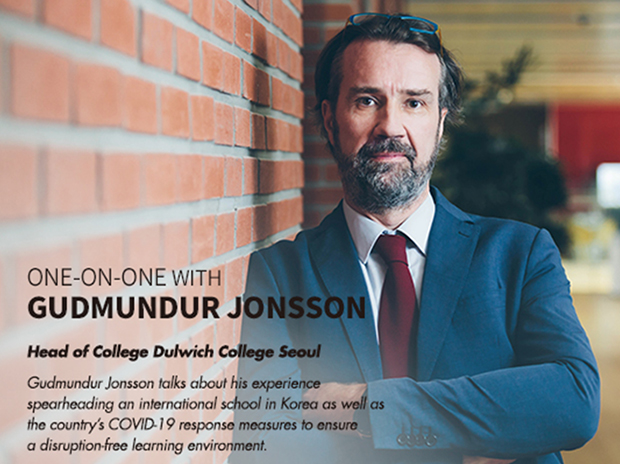 ONE-ON-ONE WITH
GUDMUNDUR JONSSON
Head of College Dulwich College Seoul
Gudmundur Jonsson talks about his experience
spearheading an international school in Korea as well as
the country's COVID-19 response measures to ensure
a disruption-free learning environment.